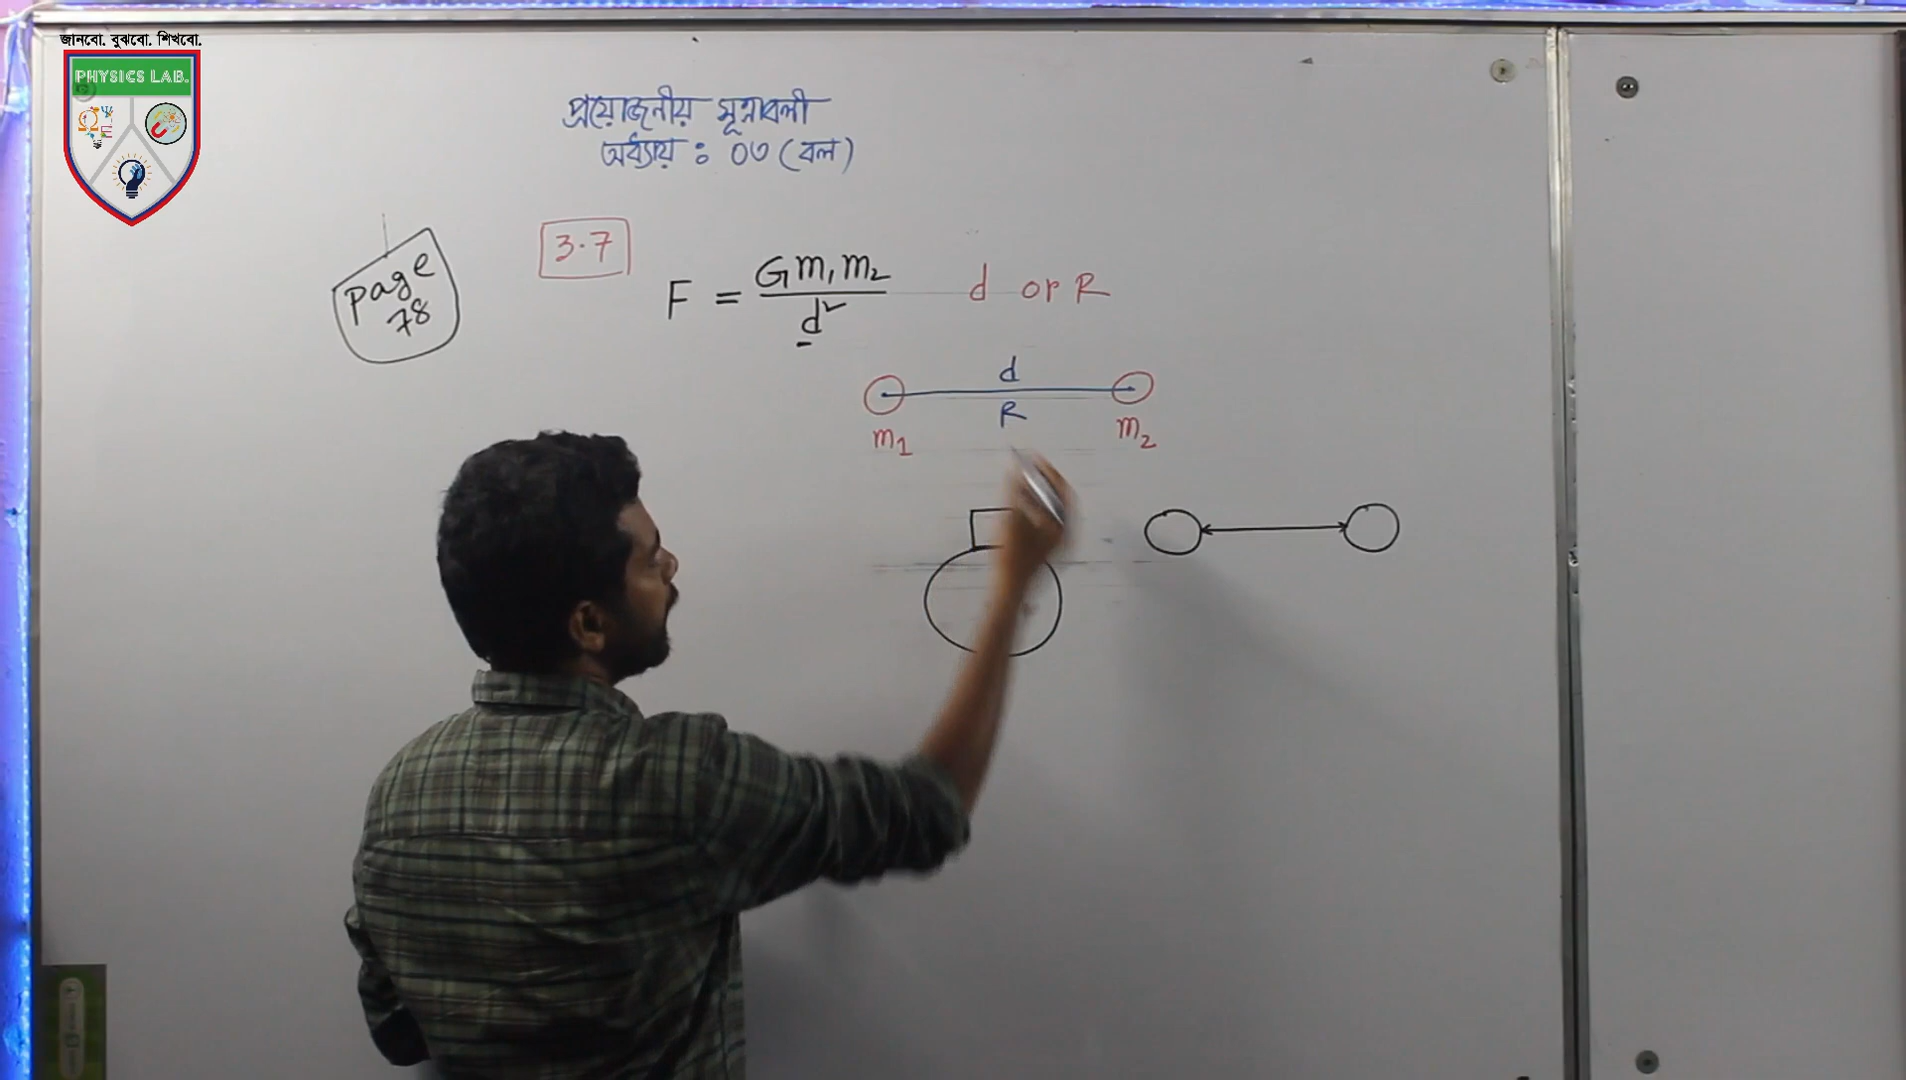 জানবো. বুঝবো. শিখবো.
PHYSICS LAB.
প্রয়োজনীয় সূত্রাবলী
অধ্যায় : ০৩ (বল)
page
78
3.7
F = Gm₁m₂ / d²
d or R
d
R
m₁
m₂